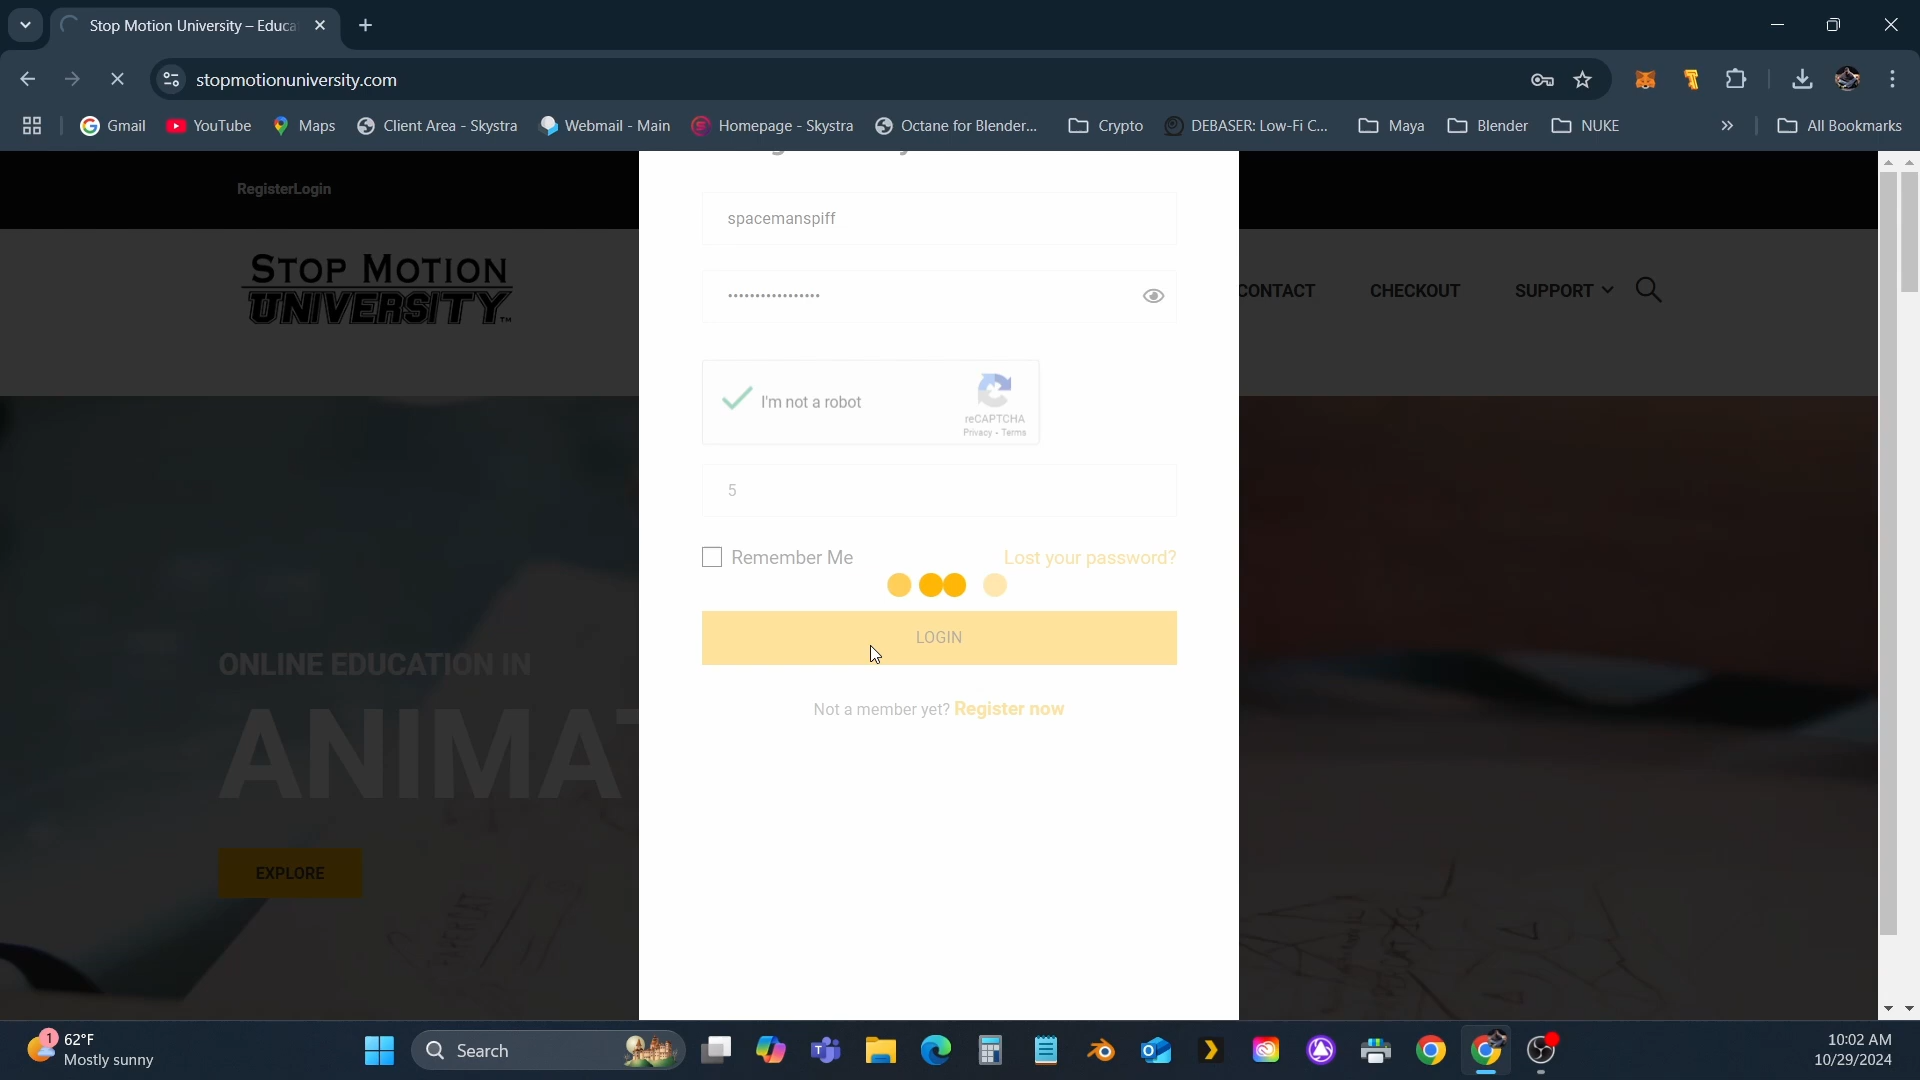 Stop Motion University – Educa
stopmotionuniversity.com
Gmail
YouTube
Maps
Client Area - Skystra
Webmail - Main
Homepage - Skystra
Octane for Blender...
Crypto
DEBASER: Low-Fi C...
Maya
Blender
NUKE
All Bookmarks
RegisterLogin
STOP MOTION
UNIVERSITY™
CONTACT
CHECKOUT
SUPPORT
spacemanspiff
•••••••••••••••••
I'm not a robot
reCAPTCHA
Privacy - Terms
5
Remember Me
Lost your password?
LOGIN
Not a member yet? Register now
ONLINE EDUCATION IN
ANIMAT
EXPLORE
1
62°F
Mostly sunny
Search
10:02 AM
10/29/2024